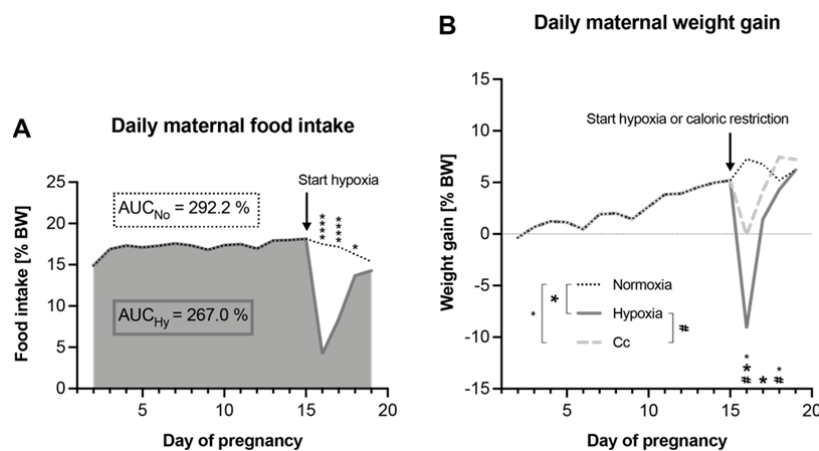 A
Daily maternal food intake
Start hypoxia
AUCNo = 292.2 %
AUCHy = 267.0 %
****
****
*
Food intake [% BW]
25
20
15
10
5
0
5
10
15
20
Day of pregnancy
B
Daily maternal weight gain
Start hypoxia or caloric restriction
Weight gain [% BW]
15
10
5
0
-5
-10
-15
Normoxia
Hypoxia
Cc
*
*
#
*
*
#
*
*
#
0
5
10
15
20
Day of pregnancy